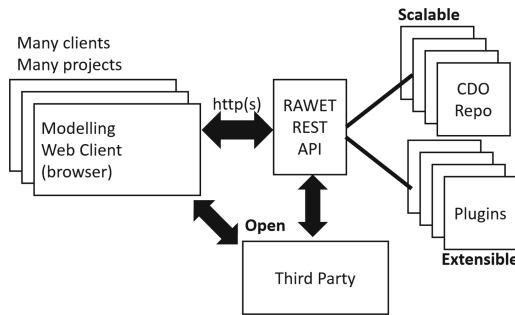 Many clients
Many projects
Modelling
Web Client
(browser)
http(s)
RAWET
REST
API
Scalable
CDO
Repo
Plugins
Extensible
Open
Third Party